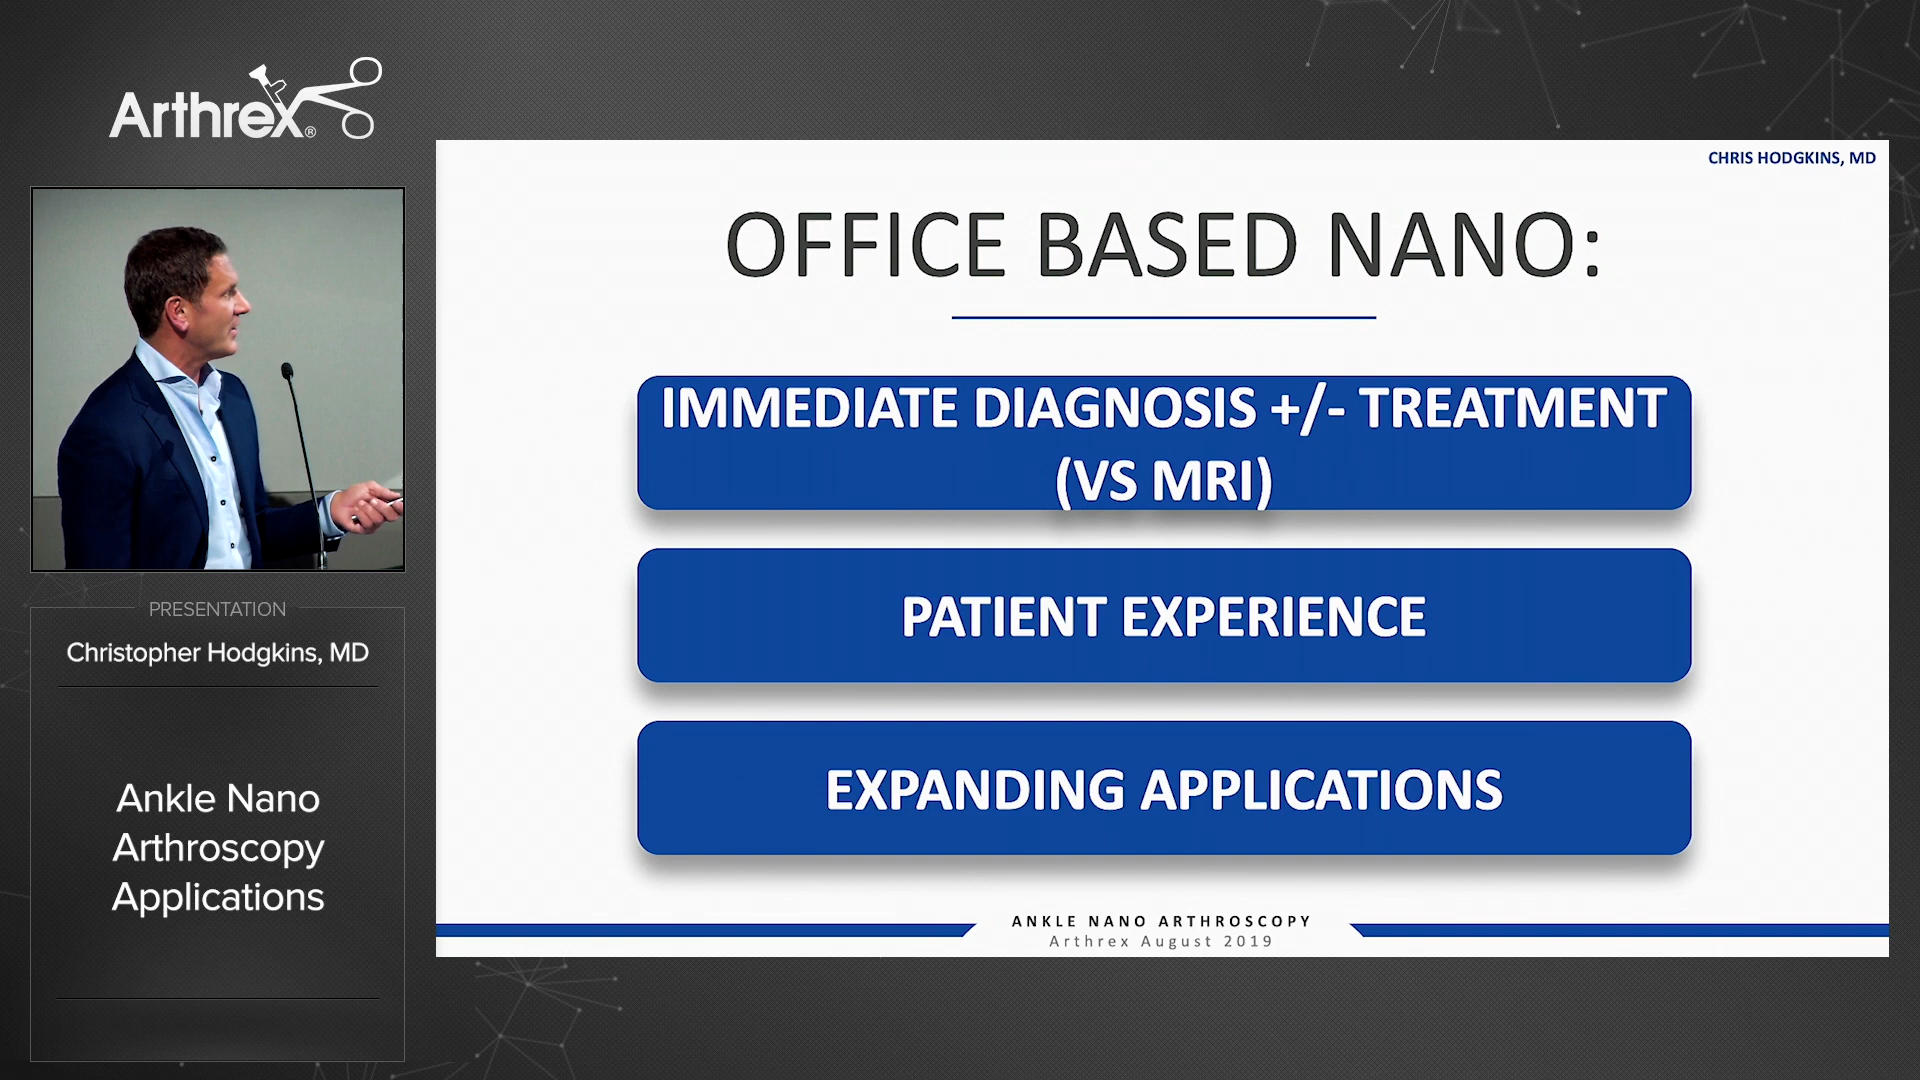 Arthrex®
PRESENTATION
Christopher Hodgkins, MD
Ankle Nano
Arthroscopy
Applications
CHRIS HODGKINS, MD
OFFICE BASED NANO:
IMMEDIATE DIAGNOSIS +/- TREATMENT
(VS MRI)
PATIENT EXPERIENCE
EXPANDING APPLICATIONS
ANKLE NANO ARTHROSCOPY
Arthrex August 2019